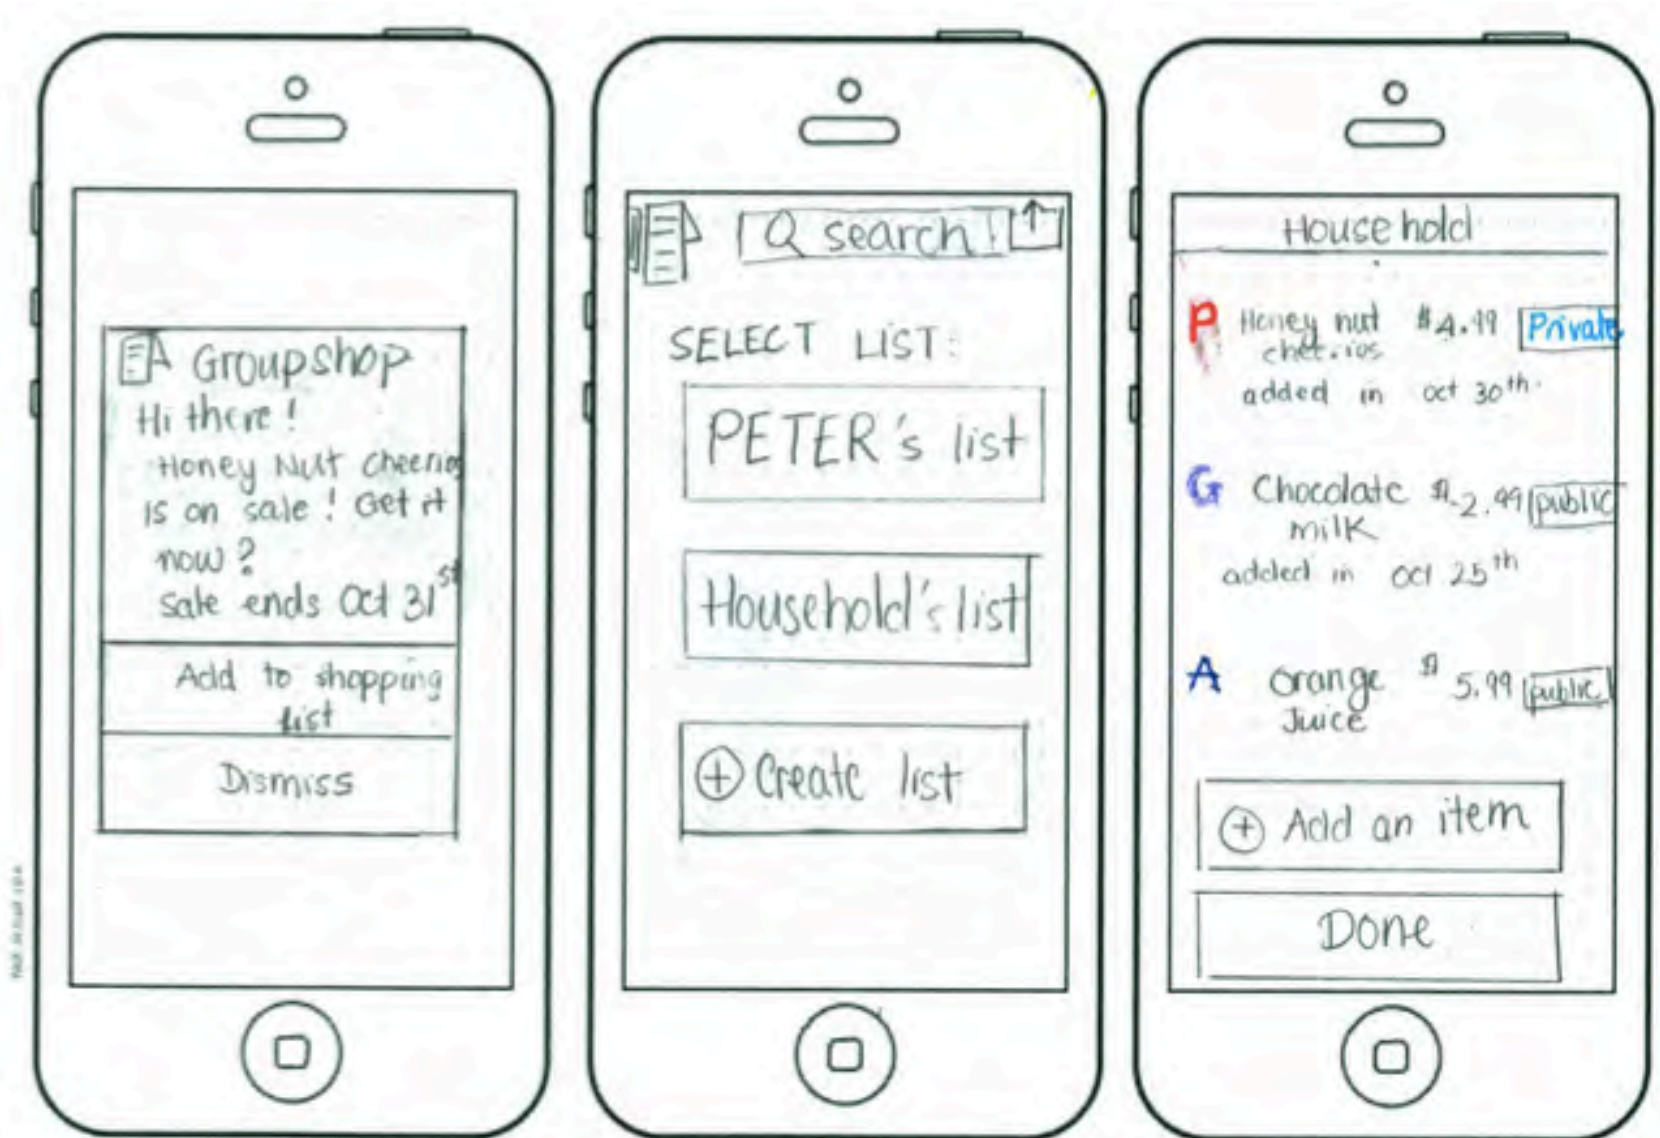 Groupshop
Hi there!
Honey Nut Cheerios
is on sale! Get it
now?
Sale ends Oct 31st
Add to shopping
list
Dismiss
search
SELECT LIST:
PETER's list
Household's list
Create list
Household
P Honey nut $4.99 Private
cheerios
added in oct 30th
G Chocolate $2.99 public
milk
added in oct 25th
A Orange $5.99 public
Juice
Add an item
Done